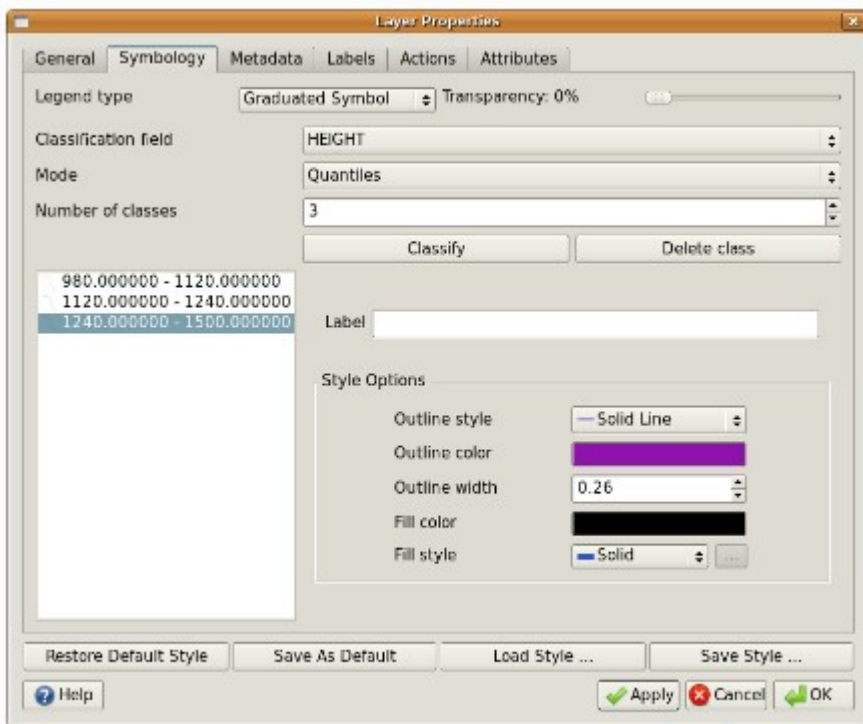 Layer Properties
General Symbology Metadata Labels Actions Attributes
Legend type Graduated Symbol Transparency: 0%
Classification field HEIGHT
Mode Quantiles
Number of classes 3
Classify Delete class
980.000000 - 1120.000000
1120.000000 - 1240.000000
1240.000000 - 1500.000000
Label
Style Options
Outline style Solid Line
Outline color
Outline width 0.26
Fill color
Fill style Solid ...
Restore Default Style Save As Default Load Style ... Save Style ...
Help Apply Cancel OK